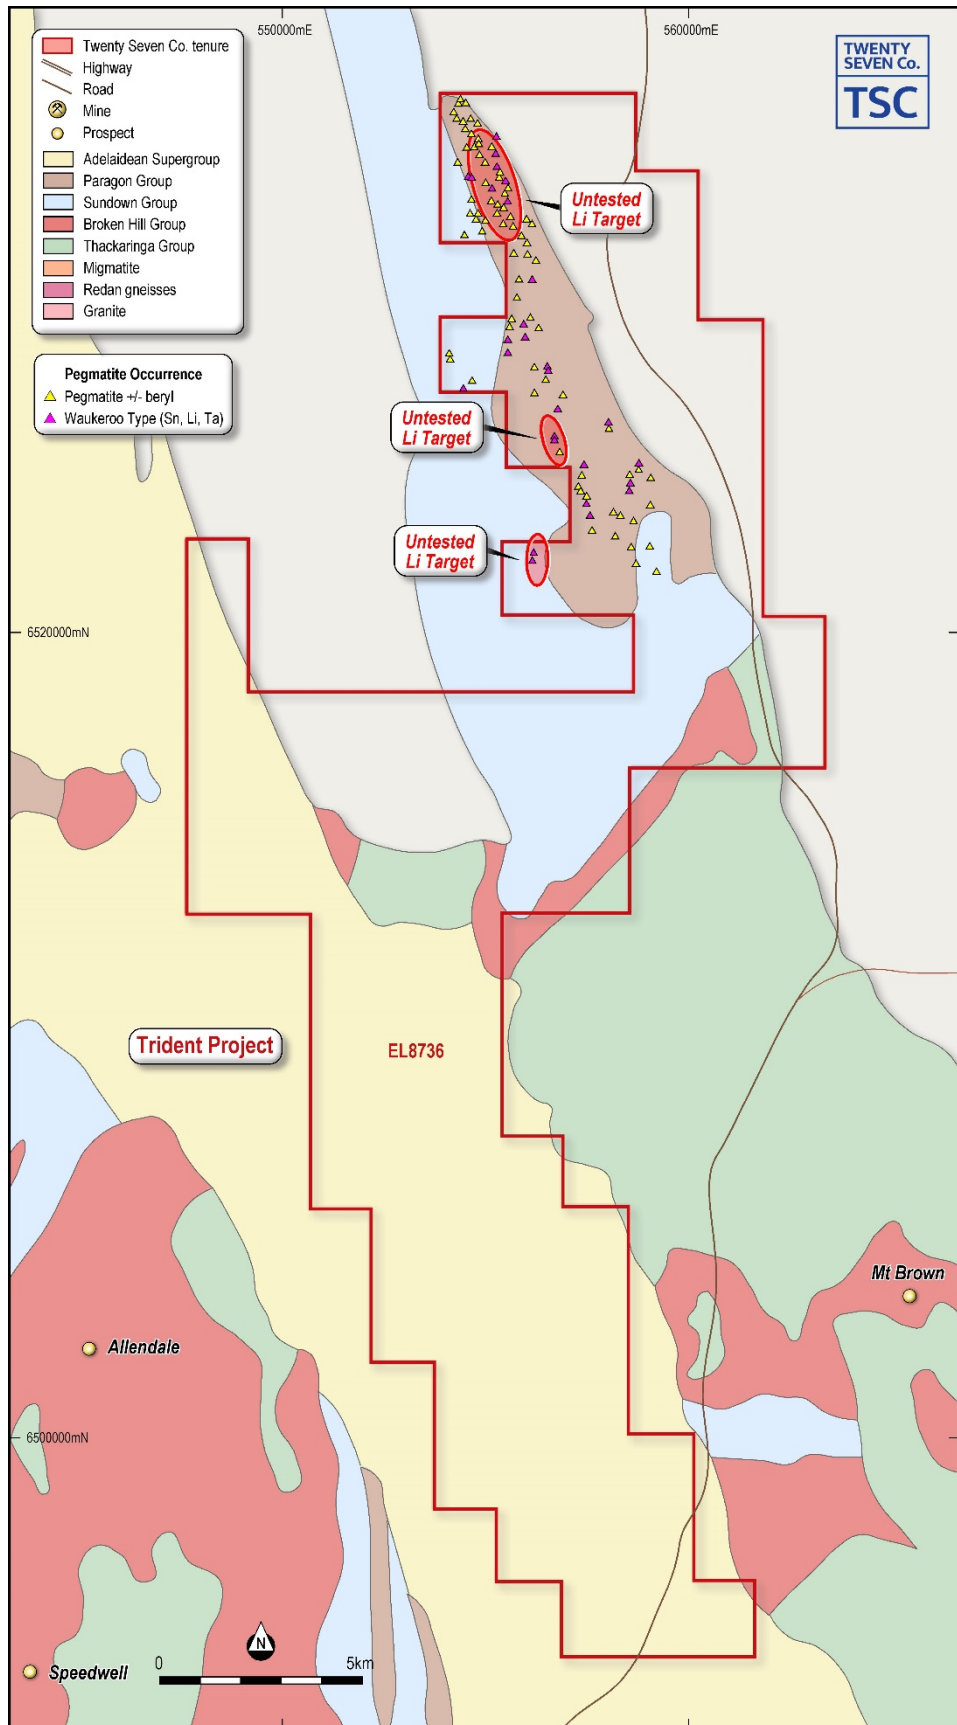 550000mE
560000mE
TWENTY
SEVEN Co.
TSC
Twenty Seven Co. tenure
Highway
Road
Mine
Prospect
Adelaidean Supergroup
Paragon Group
Sundown Group
Broken Hill Group
Thackaringa Group
Migmatite
Redan gneisses
Granite
Pegmatite Occurrence
Pegmatite +/- beryl
Waukeroo Type (Sn, Li, Ta)
Untested
Li Target
Untested
Li Target
Untested
Li Target
6520000mN
Trident Project
EL8736
Mt Brown
Allendale
6500000mN
Speedwell
N
0
5km